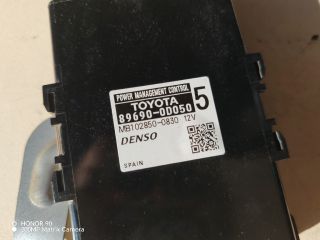 POWER MANAGEMENT CONTROL
TOYOTA
5
89690-0D050
MB102850-0830 12V
DENSO
SPAIN
HONOR 90
200MP Matrix Camera